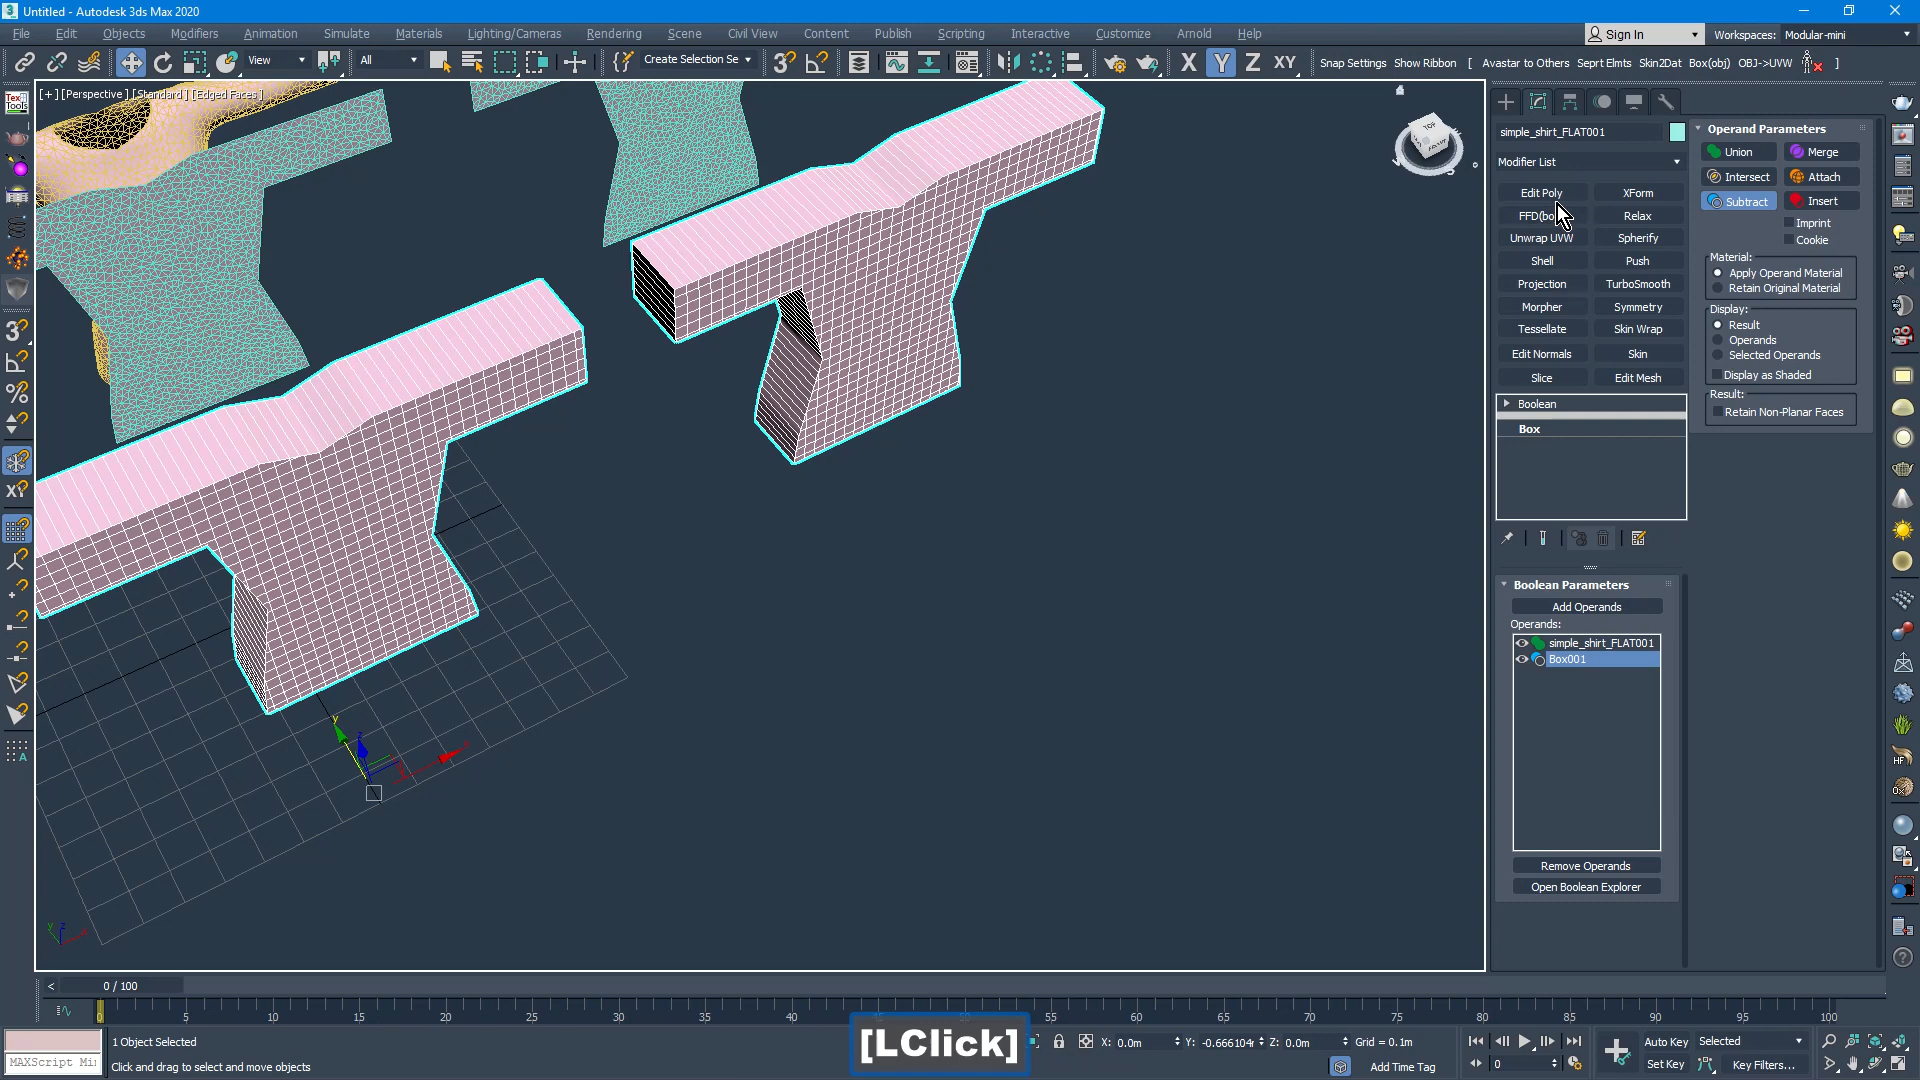 Untitled - Autodesk 3ds Max 2020
File Edit Objects Modifiers Animation Simulate Materials Lighting/Cameras Rendering Scene Civil View Content Publish Scripting Interactive Customize Arnold Help
Sign In
Workspaces: Modular-mini
View
All
Create Selection Se
X Y Z XY
Snap Settings Show Ribbon [ Avastar to Others Seprt Elmts Skin2Dat Box(obj) OBJ->UVW ]
[+] [Perspective] [Standard] [Edged Faces]
simple_shirt_FLAT001
Modifier List
Edit Poly XForm
FFD(bo Relax
Unwrap UVW Spherify
Shell Push
Projection TurboSmooth
Morpher Symmetry
Tessellate Skin Wrap
Edit Normals Skin
Slice Edit Mesh
Boolean
Box
Boolean Parameters
Add Operands
Operands:
simple_shirt_FLAT001
Box001
Remove Operands
Open Boolean Explorer
Operand Parameters
Union Merge
Intersect Attach
Subtract Insert
Imprint
Cookie
Material:
Apply Operand Material
Retain Original Material
Display:
Result
Operands
Selected Operands
Display as Shaded
Result:
Retain Non-Planar Faces
0 / 100
0 5 10 15 20 25 30 35 40 55 60 65 70 75 80 85 90 95 100
[LClick]
1 Object Selected
Click and drag to select and move objects
MAXScript Mi
X: 0.0m Y: -0.666104r Z: 0.0m Grid = 0.1m
Add Time Tag
Auto Key Selected
Set Key Key Filters...
0